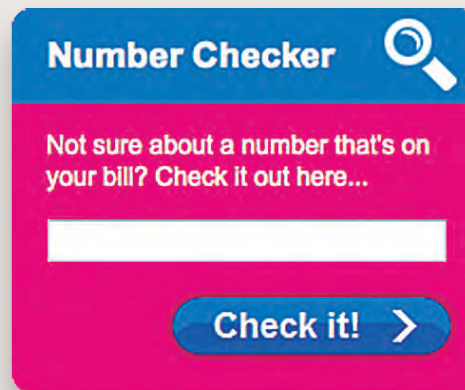 Number Checker
Not sure about a number that's on
your bill? Check it out here...
Check it!